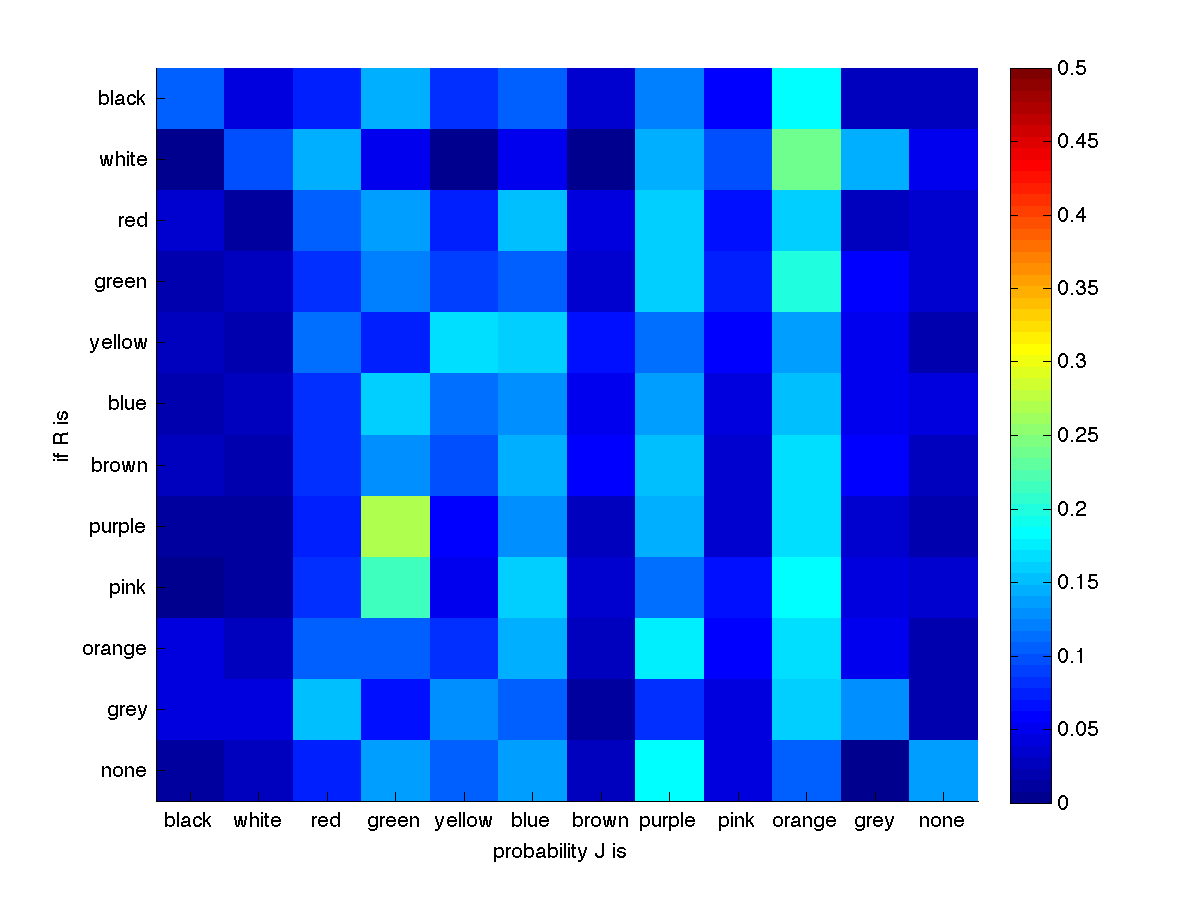 black
white
red
green
yellow
blue
brown
purple
pink
orange
grey
none
if R is
black white red green yellow blue brown purple pink orange grey none
probability J is
0.5
0.45
0.4
0.35
0.3
0.25
0.2
0.15
0.1
0.05
0